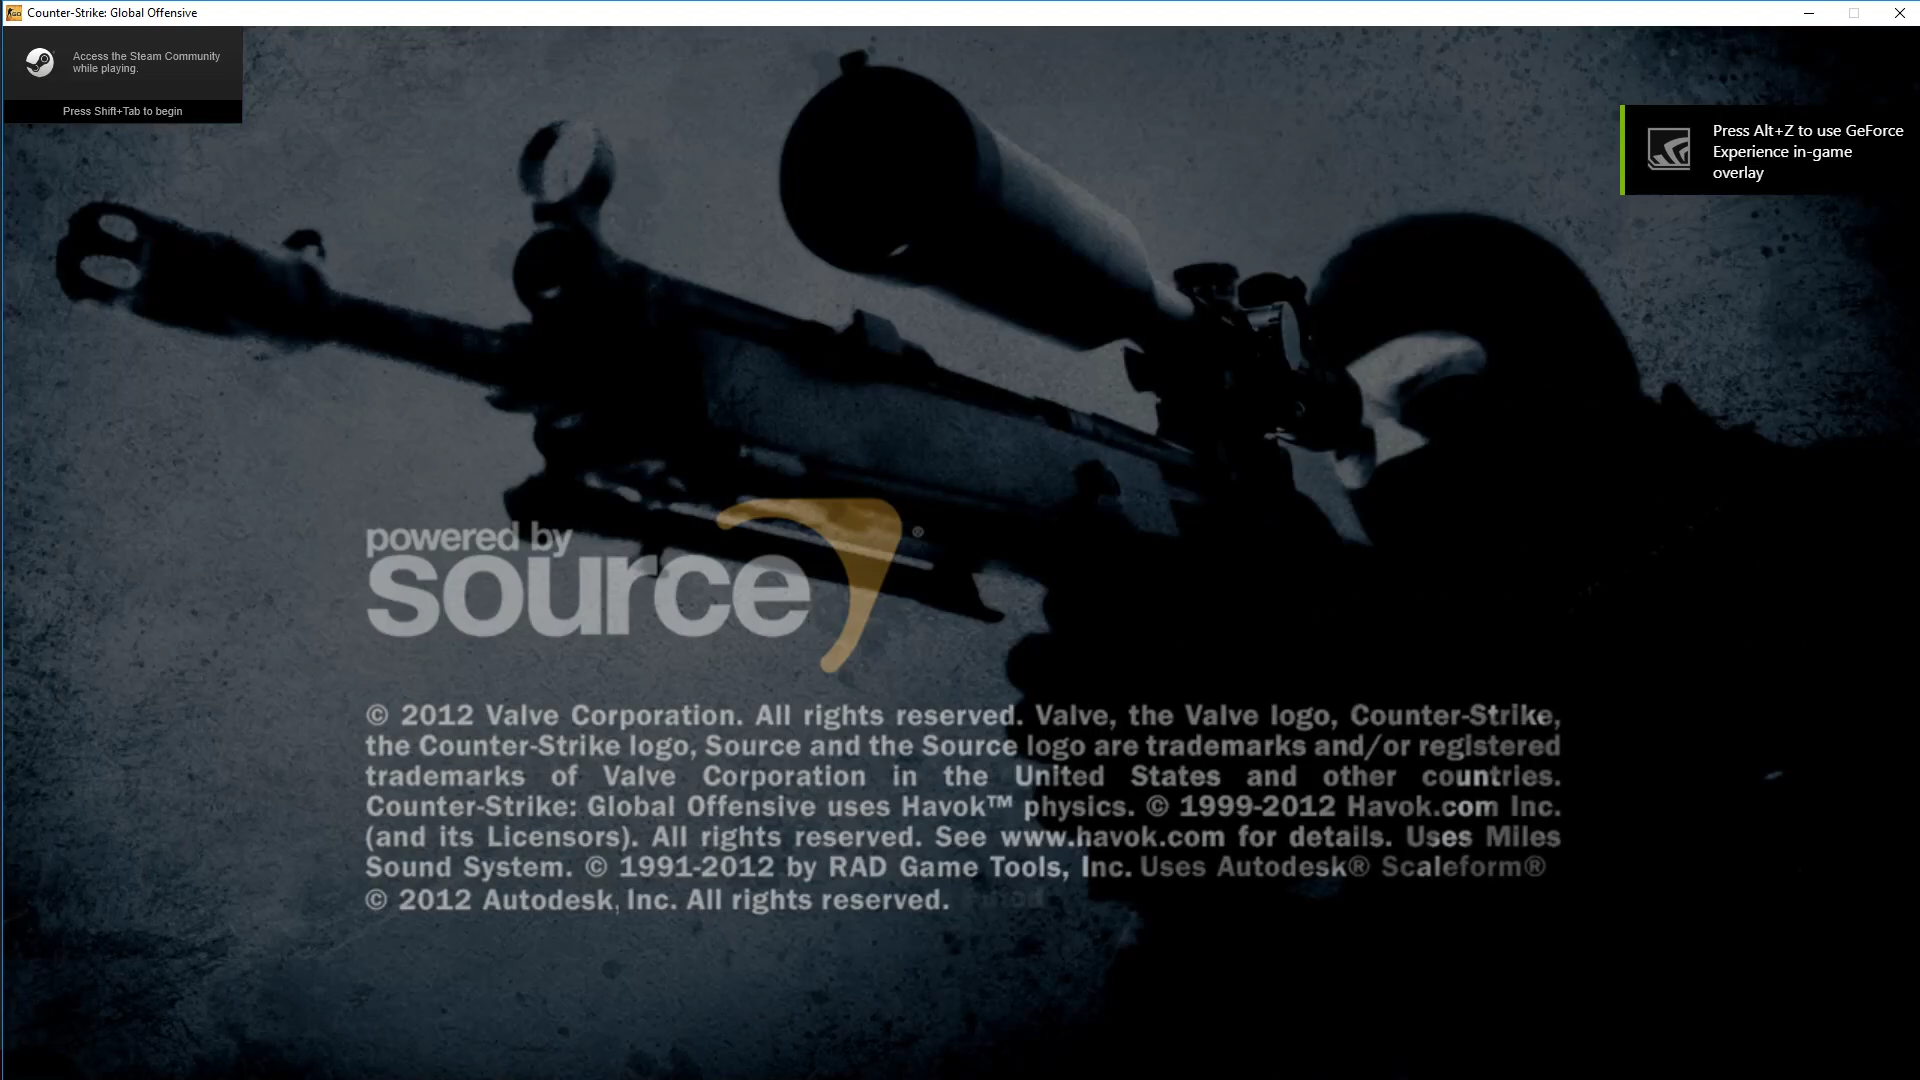 Counter-Strike: Global Offensive
Access the Steam Community
while playing.
Press Shift+Tab to begin
Press Alt+Z to use GeForce
Experience in-game
overlay
powered by
source®
© 2012 Valve Corporation. All rights reserved. Valve, the Valve logo, Counter-Strike,
the Counter-Strike logo, Source and the Source logo are trademarks and/or registered
trademarks of Valve Corporation in the United States and other countries.
Counter-Strike: Global Offensive uses Havok™ physics. © 1999-2012 Havok.com Inc.
(and its Licensors). All rights reserved. See www.havok.com for details. Uses Miles
Sound System. © 1991-2012 by RAD Game Tools, Inc. Uses Autodesk® Scaleform®
© 2012 Autodesk, Inc. All rights reserved.